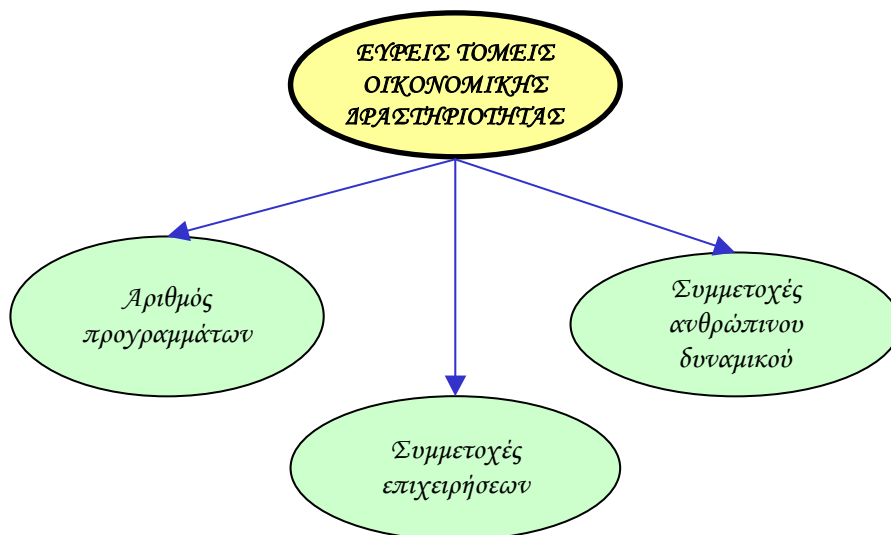 ΕΥΡΕΙΣ ΤΟΜΕΙΣ
ΟΙΚΟΝΟΜΙΚΗΣ
ΔΡΑΣΤΗΡΙΟΤΗΤΑΣ
Αριθμός
προγραμμάτων
Συμμετοχές
ανθρώπινου
δυναμικού
Συμμετοχές
επιχειρήσεων